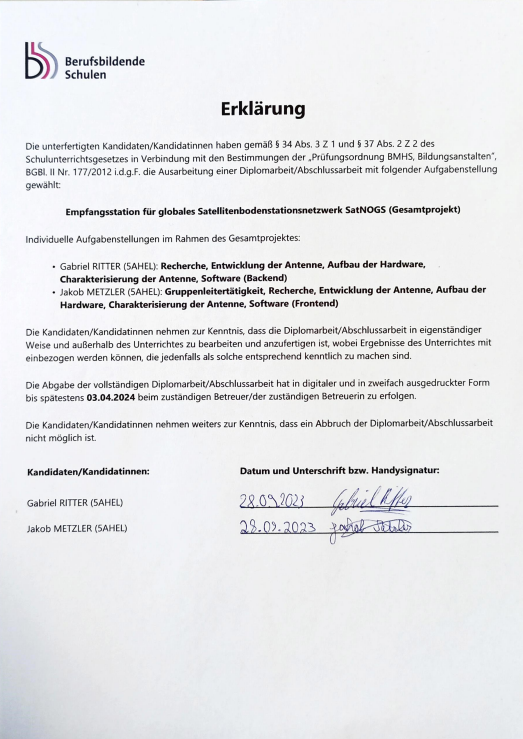 Berufsbildende
Schulen
Erklärung
Die unterfertigten Kandidaten/Kandidatinnen haben gemäß § 34 Abs. 3 Z 1 und § 37 Abs. 2 Z 2 des
Schulunterrichtsgesetzes in Verbindung mit den Bestimmungen der „Prüfungsordnung BMHS, Bildungsanstalten“,
BGBl. II Nr. 177/2012 i.d.g.F. die Ausarbeitung einer Diplomarbeit/Abschlussarbeit mit folgender Aufgabenstellung
gewählt:
Empfangsstation für globales Satellitenbodenstationsnetzwerk SatNOGS (Gesamtprojekt)
Individuelle Aufgabenstellungen im Rahmen des Gesamtprojektes:
• Gabriel RITTER (5AHEL): Recherche, Entwicklung der Antenne, Aufbau der Hardware,
Charakterisierung der Antenne, Software (Backend)
• Jakob METZLER (5AHEL): Gruppenleitertätigkeit, Recherche, Entwicklung der Antenne, Aufbau der
Hardware, Charakterisierung der Antenne, Software (Frontend)
Die Kandidaten/Kandidatinnen nehmen zur Kenntnis, dass die Diplomarbeit/Abschlussarbeit in eigenständiger
Weise und außerhalb des Unterrichtes zu bearbeiten und anzufertigen ist, wobei Ergebnisse des Unterrichtes mit
einbezogen werden können, die jedenfalls als solche entsprechend kenntlich zu machen sind.
Die Abgabe der vollständigen Diplomarbeit/Abschlussarbeit hat in digitaler und in zweifach ausgedruckter Form
bis spätestens 03.04.2024 beim zuständigen Betreuer/der zuständigen Betreuerin zu erfolgen.
Die Kandidaten/Kandidatinnen nehmen weiters zur Kenntnis, dass ein Abbruch der Diplomarbeit/Abschlussarbeit
nicht möglich ist.
Kandidaten/Kandidatinnen: Datum und Unterschrift bzw. Handysignatur:
Gabriel RITTER (5AHEL) 28.09.2023 Gabriel Ritter
Jakob METZLER (5AHEL) 28.09.2023